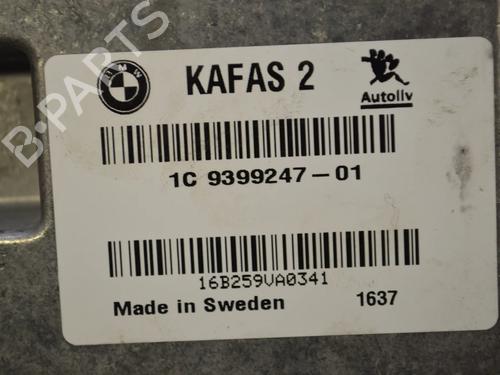 BMW
KAFAS 2
Autoliv
1C 9399247-01
16B259VA0341
Made in Sweden 1637
B-PARTS